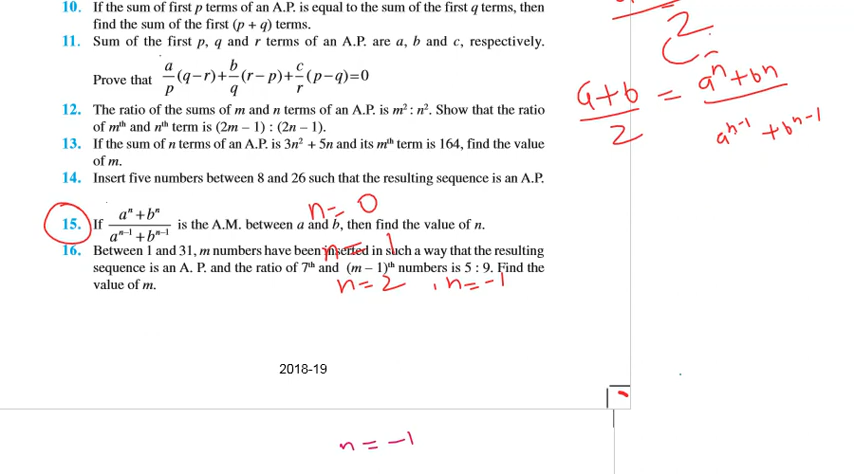 10. If the sum of first p terms of an A.P. is equal to the sum of the first q terms, then
find the sum of the first (p + q) terms.
11. Sum of the first p, q and r terms of an A.P. are a, b and c, respectively.
Prove that a/p (q – r) + b/q (r – p) + c/r (p – q) = 0
12. The ratio of the sums of m and n terms of an A.P. is m² : n². Show that the ratio
of mᵗʰ and nᵗʰ term is (2m – 1) : (2n – 1).
13. If the sum of n terms of an A.P. is 3n² + 5n and its mᵗʰ term is 164, find the value
of m.
14. Insert five numbers between 8 and 26 such that the resulting sequence is an A.P.
15. If (aⁿ + bⁿ)/(aⁿ⁻¹ + bⁿ⁻¹) is the A.M. between a and b, then find the value of n.
16. Between 1 and 31, m numbers have been inserted in such a way that the resulting
sequence is an A. P. and the ratio of 7ᵗʰ and (m – 1)ᵗʰ numbers is 5 : 9. Find the
value of m.
2018-19
2
(a+b)/2 = (aⁿ + bⁿ)/(aⁿ⁻¹ + bⁿ⁻¹)
n = 0
n = 1
n = 2 , n = -1
n = -1